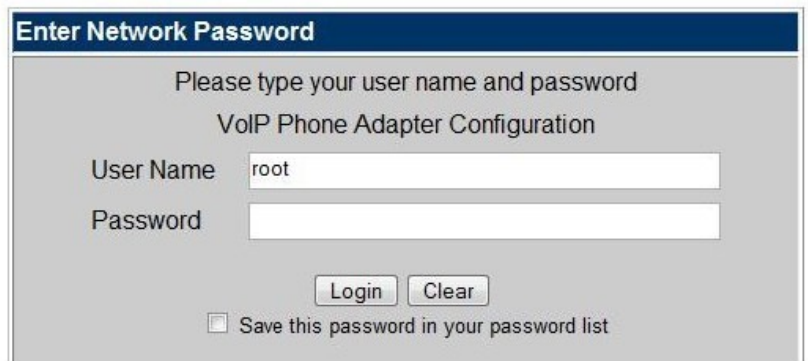 Enter Network Password
Please type your user name and password
VoIP Phone Adapter Configuration
User Name root
Password
Login Clear
Save this password in your password list